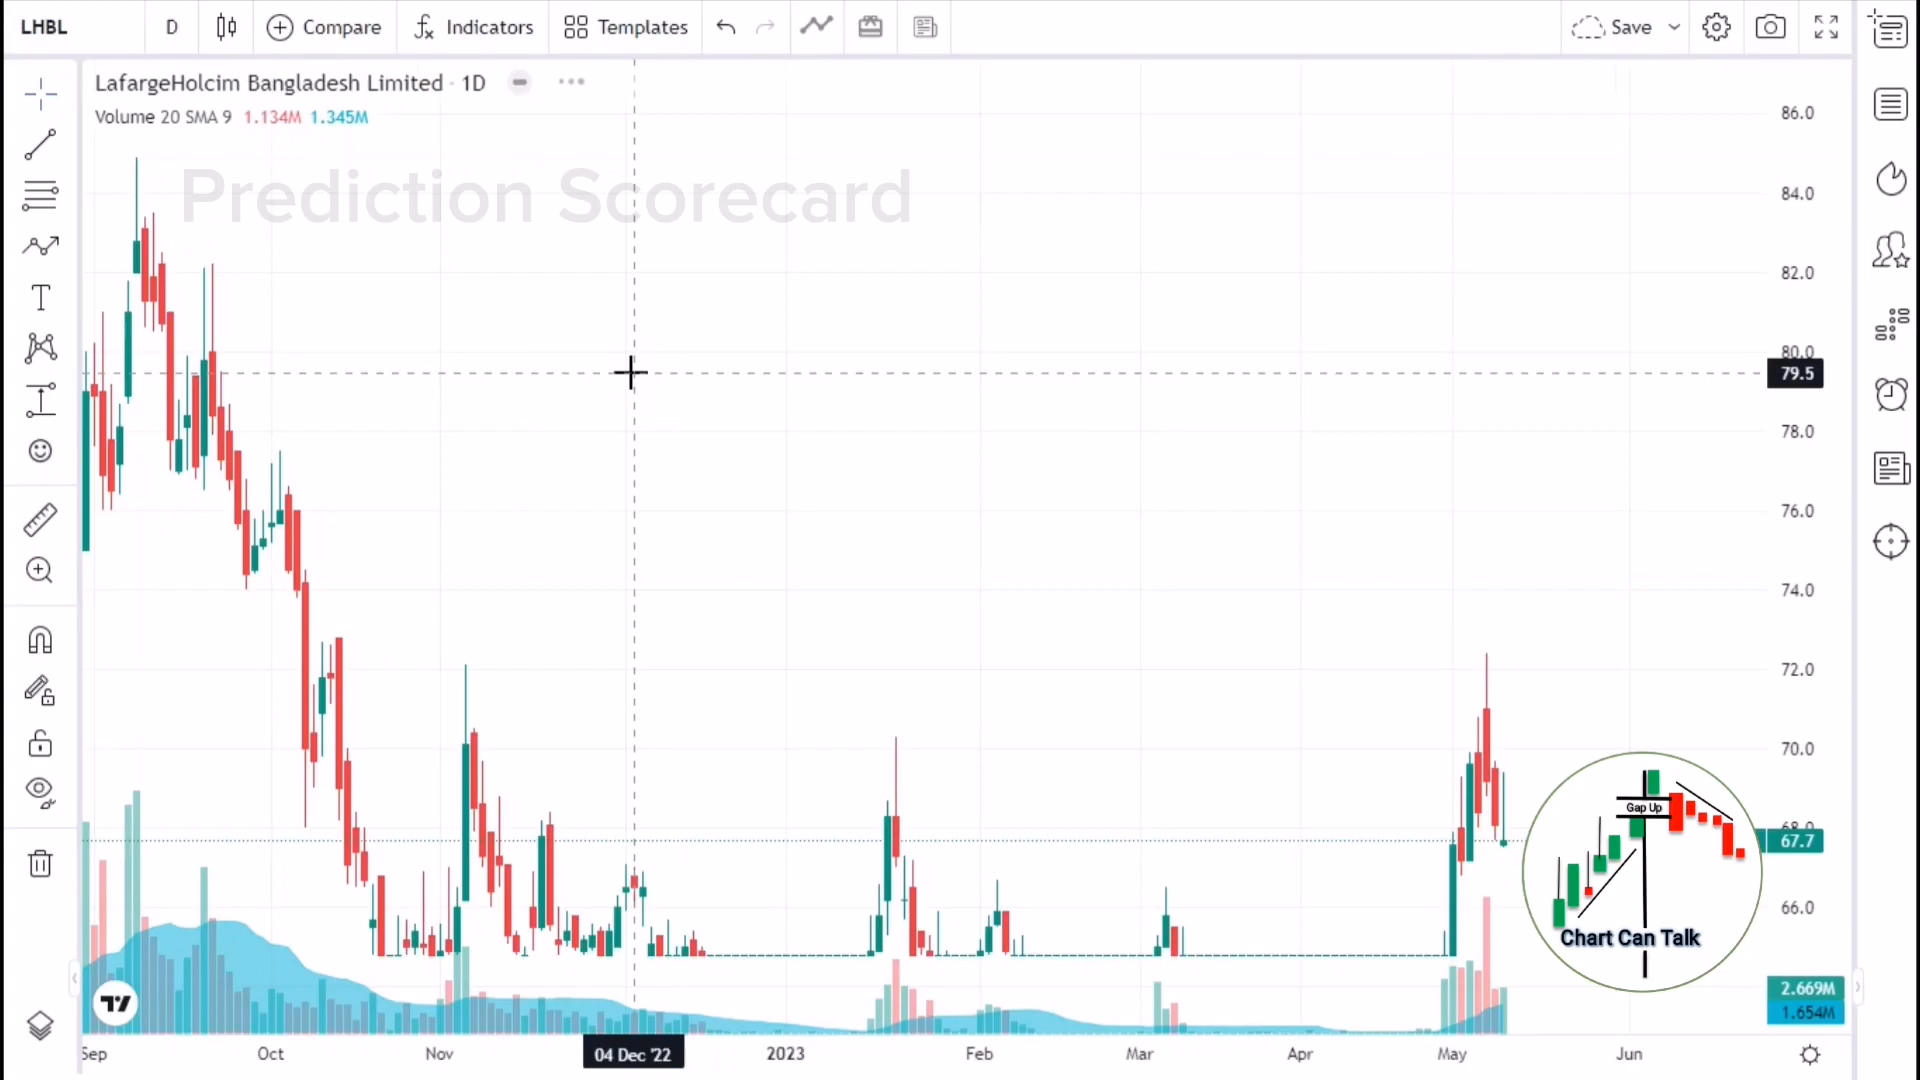 LHBL D Compare Indicators Templates Save
LafargeHolcim Bangladesh Limited · 1D
Volume 20 SMA 9 1.134M 1.345M
Prediction Scorecard
86.0
84.0
82.0
80.0
79.5
78.0
76.0
74.0
72.0
70.0
68.0
67.7
66.0
Gap Up
Chart Can Talk
2.669M
1.654M
Sep Oct Nov 04 Dec '22 2023 Feb Mar Apr May Jun